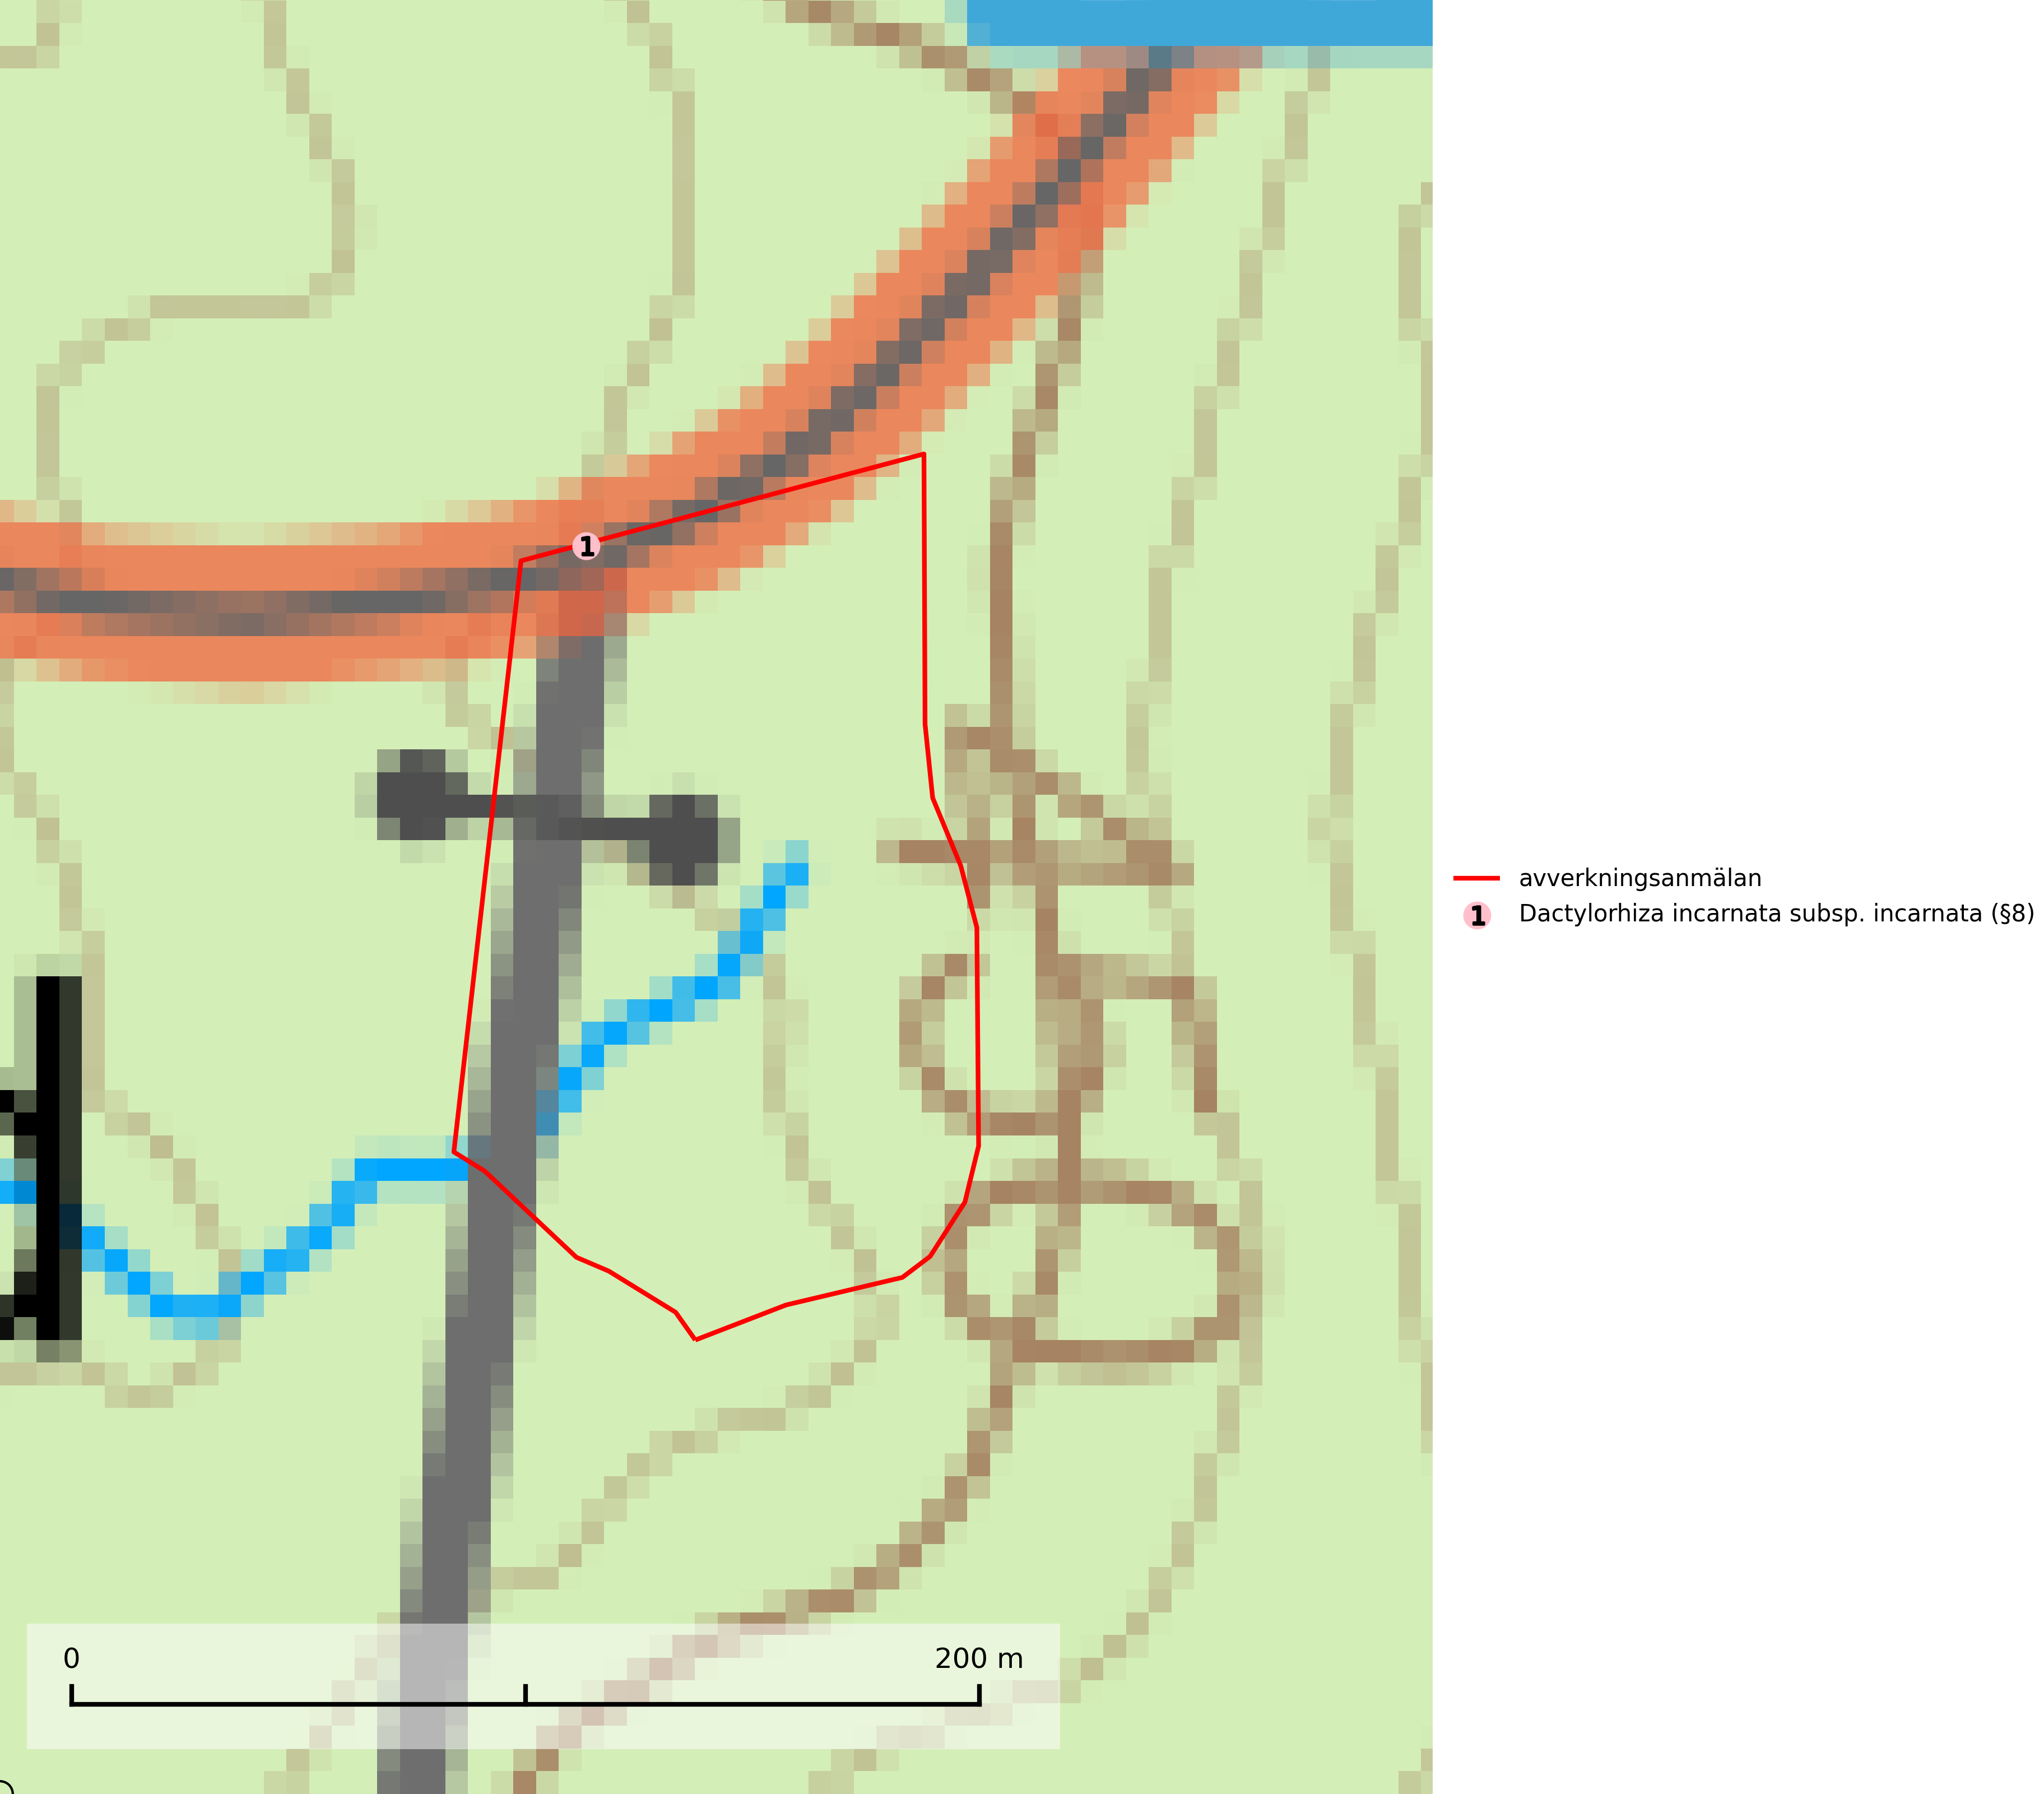 1
avverkningsanmälan
1 Dactylorhiza incarnata subsp. incarnata (§8)
0 200 m